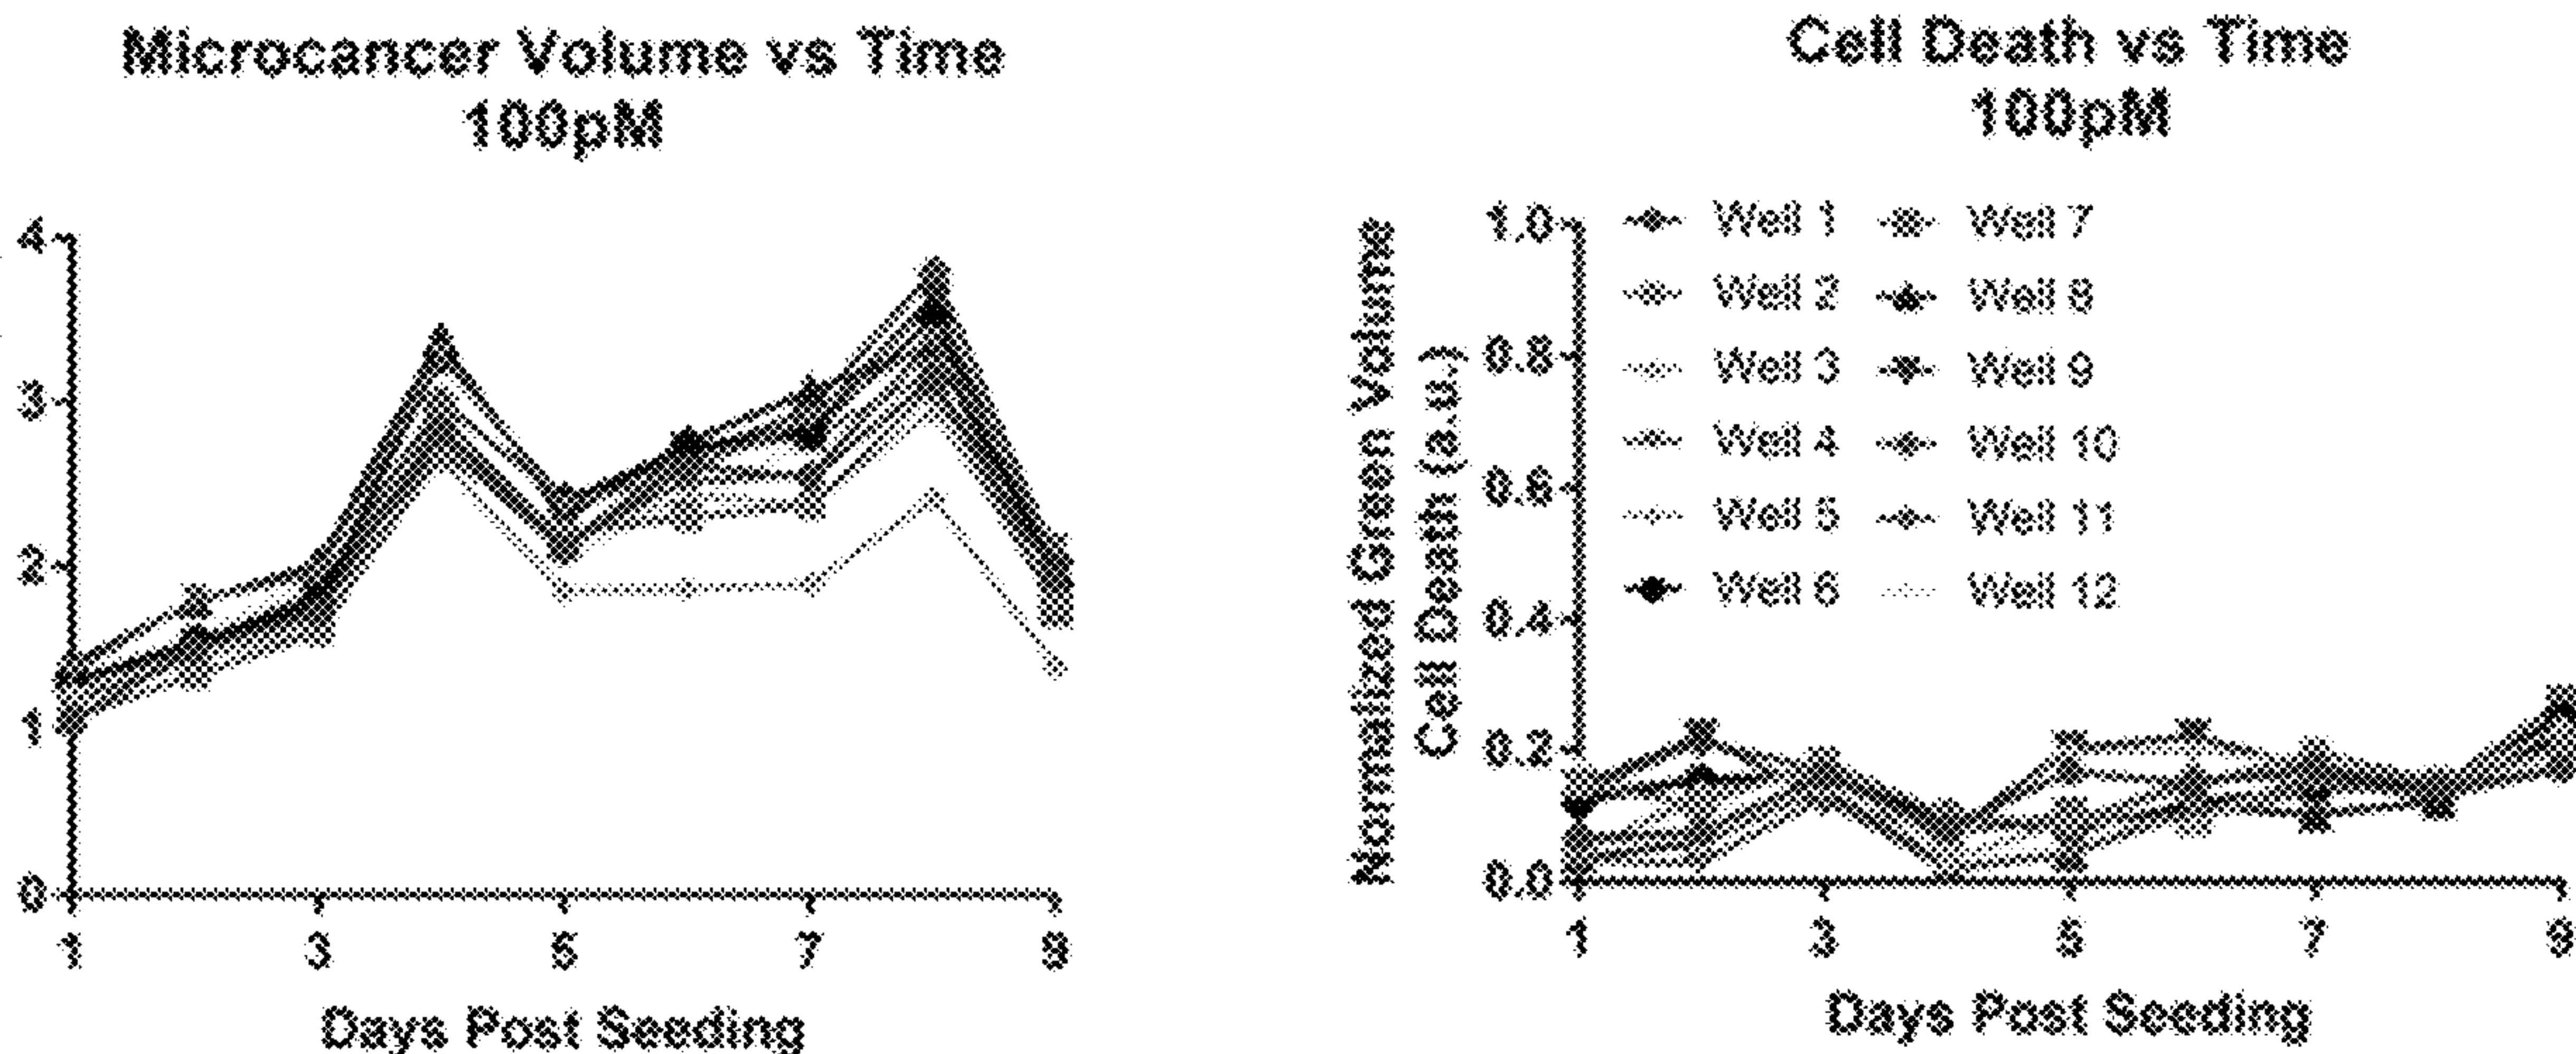 Microcancer Volume vs Time
100pM
4
3
2
1
0
1 3 5 7 9
Days Post Seeding
Cell Death vs Time
100pM
Normalized Green Volume
Cell Death (a.u.)
1.0
0.8
0.6
0.4
0.2
0.0
Well 1 Well 7
Well 2 Well 8
Well 3 Well 9
Well 4 Well 10
Well 5 Well 11
Well 6 Well 12
1 3 5 7 9
Days Post Seeding